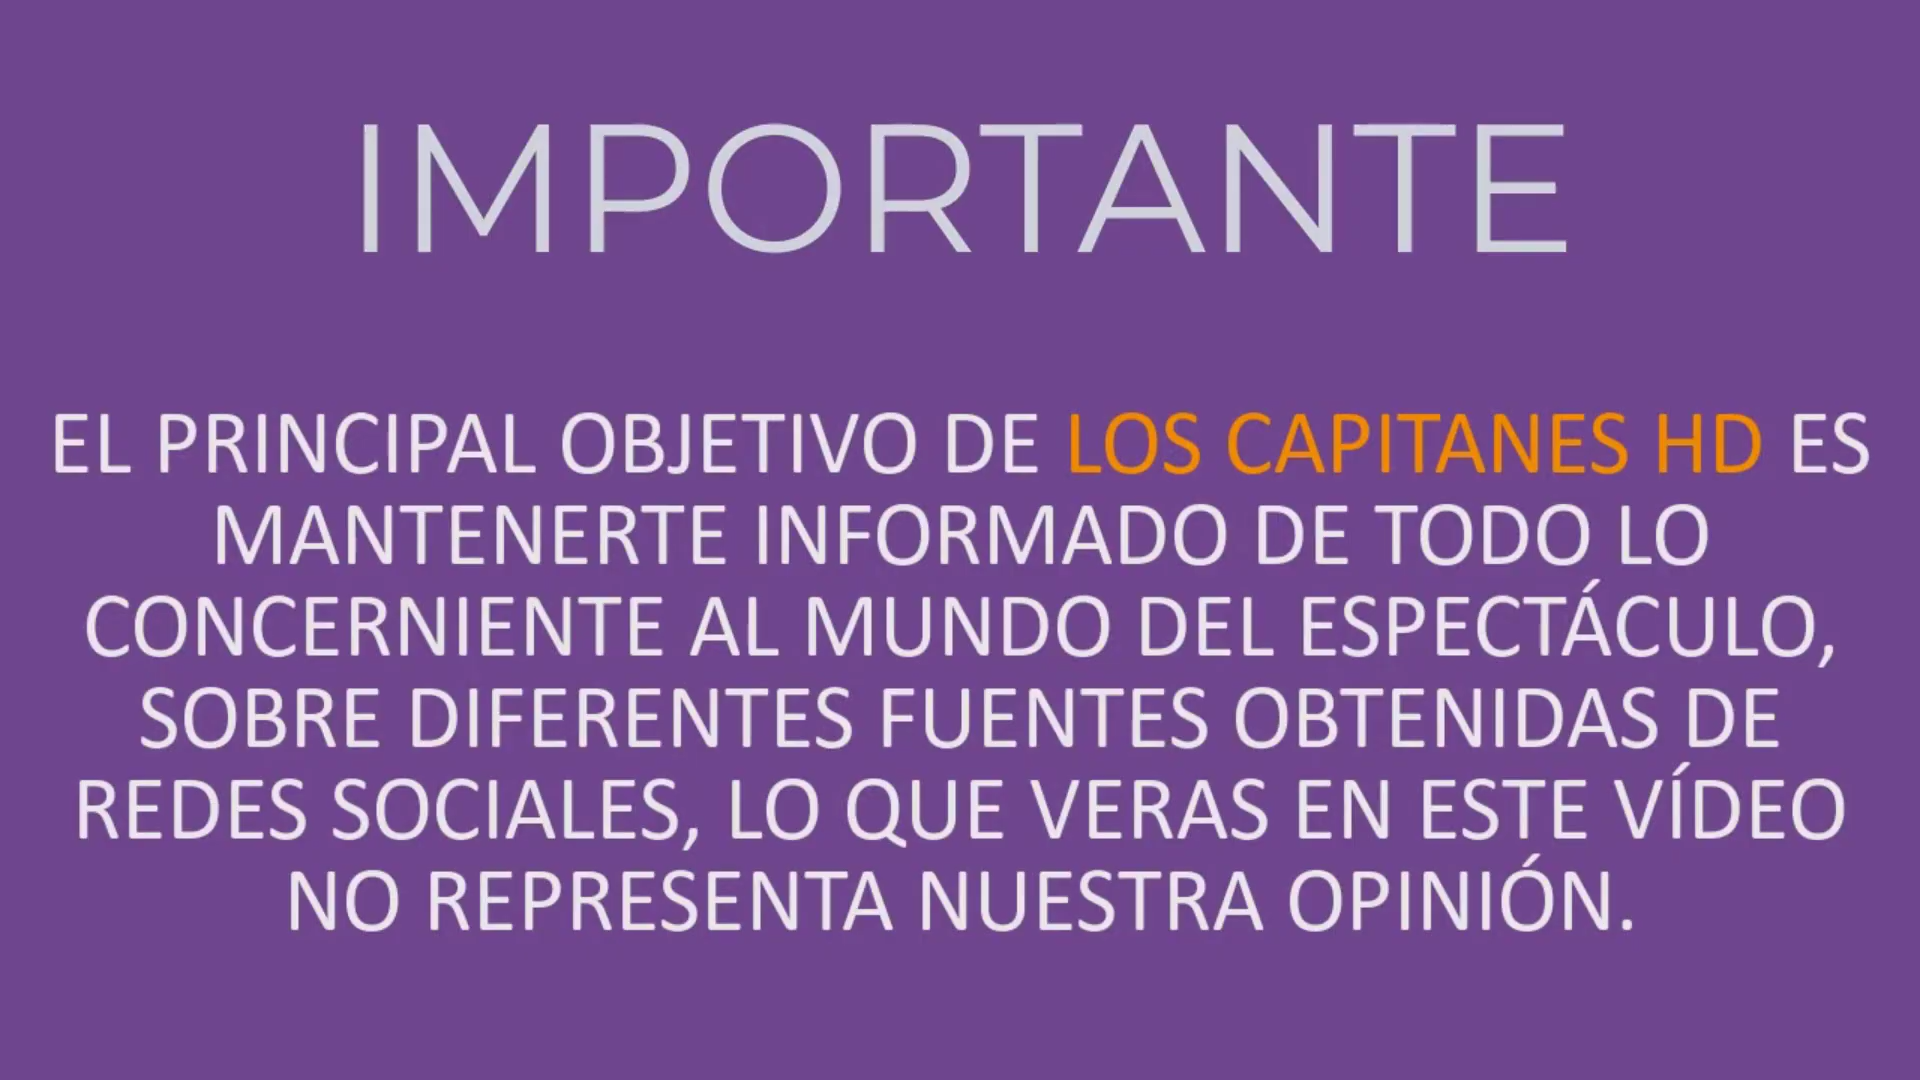 IMPORTANTE
EL PRINCIPAL OBJETIVO DE LOS CAPITANES HD ES
MANTENERTE INFORMADO DE TODO LO
CONCERNIENTE AL MUNDO DEL ESPECTÁCULO,
SOBRE DIFERENTES FUENTES OBTENIDAS DE
REDES SOCIALES, LO QUE VERAS EN ESTE VÍDEO
NO REPRESENTA NUESTRA OPINIÓN.